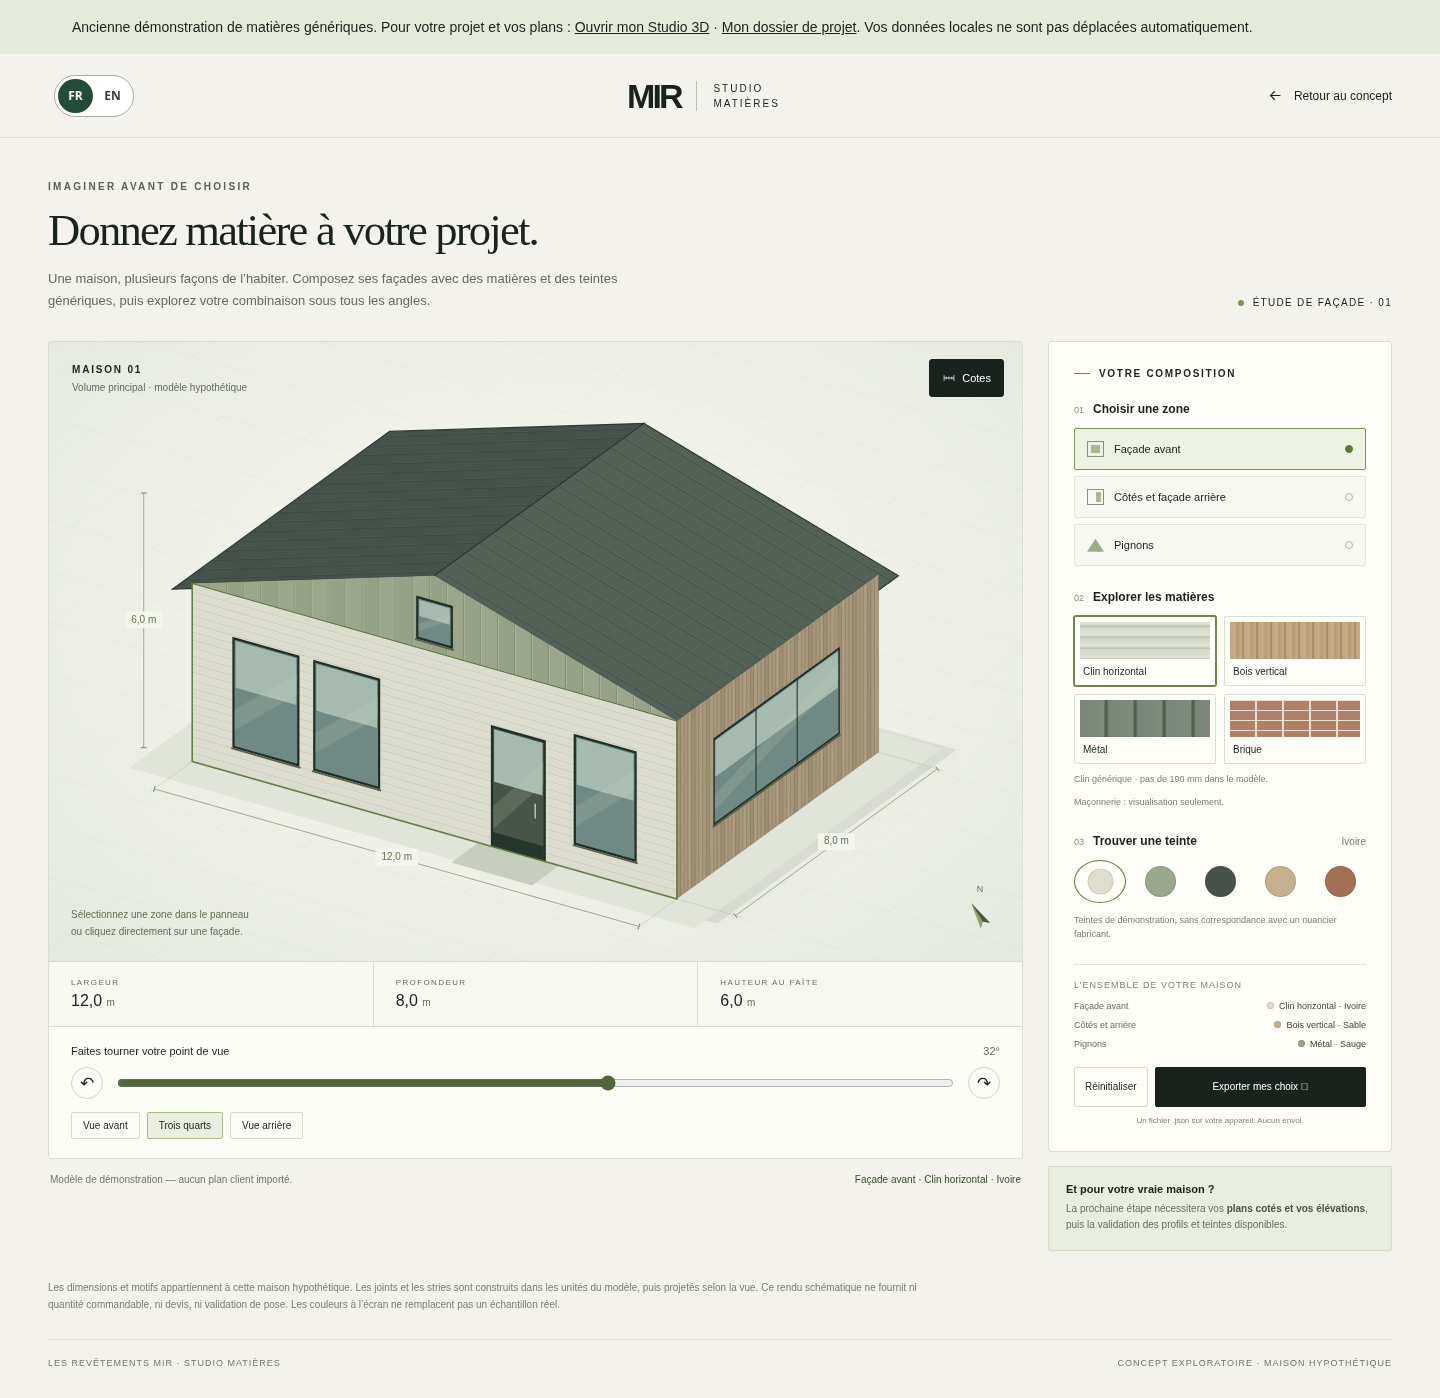 Ancienne démonstration de matières génériques. Pour votre projet et vos plans : Ouvrir mon Studio 3D · Mon dossier de projet. Vos données locales ne sont pas déplacées automatiquement.
FR EN
MIR
STUDIO
MATIÈRES
← Retour au concept
IMAGINER AVANT DE CHOISIR
Donnez matière à votre projet.
Une maison, plusieurs façons de l’habiter. Composez ses façades avec des matières et des teintes
génériques, puis explorez votre combinaison sous tous les angles.
ÉTUDE DE FAÇADE · 01
MAISON 01
Volume principal · modèle hypothétique
Cotes
6,0 m
12,0 m
8,0 m
N
Sélectionnez une zone dans le panneau
ou cliquez directement sur une façade.
LARGEUR
12,0 m
PROFONDEUR
8,0 m
HAUTEUR AU FAÎTE
6,0 m
Faites tourner votre point de vue
32°
↶
↷
Vue avant
Trois quarts
Vue arrière
Modèle de démonstration — aucun plan client importé.
Façade avant · Clin horizontal · Ivoire
VOTRE COMPOSITION
01 Choisir une zone
Façade avant
Côtés et façade arrière
Pignons
02 Explorer les matières
Clin horizontal
Bois vertical
Métal
Brique
Clin générique · pas de 190 mm dans le modèle.
Maçonnerie : visualisation seulement.
03 Trouver une teinte
Ivoire
Teintes de démonstration, sans correspondance avec un nuancier
fabricant.
L’ENSEMBLE DE VOTRE MAISON
Façade avant
Clin horizontal · Ivoire
Côtés et arrière
Bois vertical · Sable
Pignons
Métal · Sauge
Réinitialiser
Exporter mes choix
Un fichier .json sur votre appareil. Aucun envoi.
Et pour votre vraie maison ?
La prochaine étape nécessitera vos plans cotés et vos élévations,
puis la validation des profils et teintes disponibles.
Les dimensions et motifs appartiennent à cette maison hypothétique. Les joints et les stries sont construits dans les unités du modèle, puis projetés selon la vue. Ce rendu schématique ne fournit ni
quantité commandable, ni devis, ni validation de pose. Les couleurs à l’écran ne remplacent pas un échantillon réel.
LES REVÊTEMENTS MIR · STUDIO MATIÈRES
CONCEPT EXPLORATOIRE · MAISON HYPOTHÉTIQUE